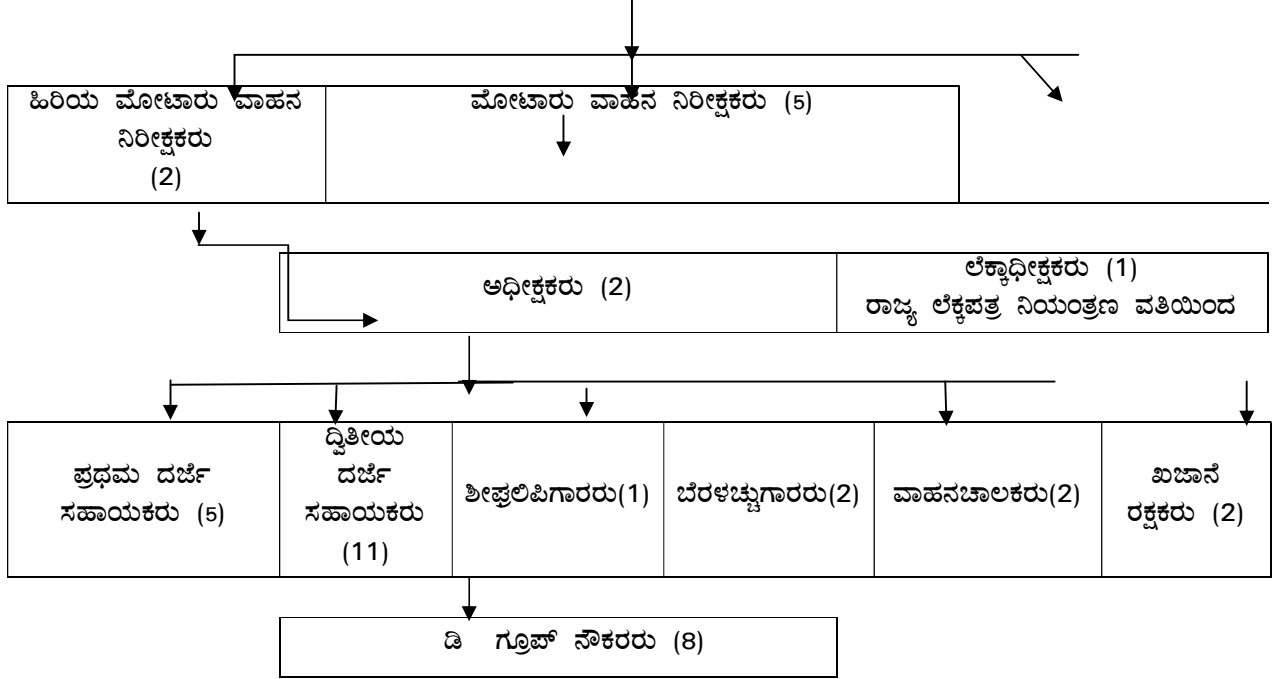 ಹಿರಿಯ ಮೋಟಾರು ವಾಹನ
ನಿರೀಕ್ಷಕರು
(2)
ಮೋಟಾರು ವಾಹನ ನಿರೀಕ್ಷಕರು (5)
ಅಧೀಕ್ಷಕರು (2)
ಲೆಕ್ಕಾಧೀಕ್ಷಕರು (1)
ರಾಜ್ಯ ಲೆಕ್ಕಪತ್ರ ನಿಯಂತ್ರಣ ವತಿಯಿಂದ
ಪ್ರಥಮ ದರ್ಜೆ
ಸಹಾಯಕರು (5)
ದ್ವಿತೀಯ
ದರ್ಜೆ
ಸಹಾಯಕರು
(11)
ಶೀಘ್ರಲಿಪಿಗಾರರು(1)
ಬೆರಳಚ್ಚುಗಾರರು(2)
ವಾಹನಚಾಲಕರು(2)
ಖಜಾನೆ
ರಕ್ಷಕರು (2)
ಡಿ ಗ್ರೂಪ್ ನೌಕರರು (8)